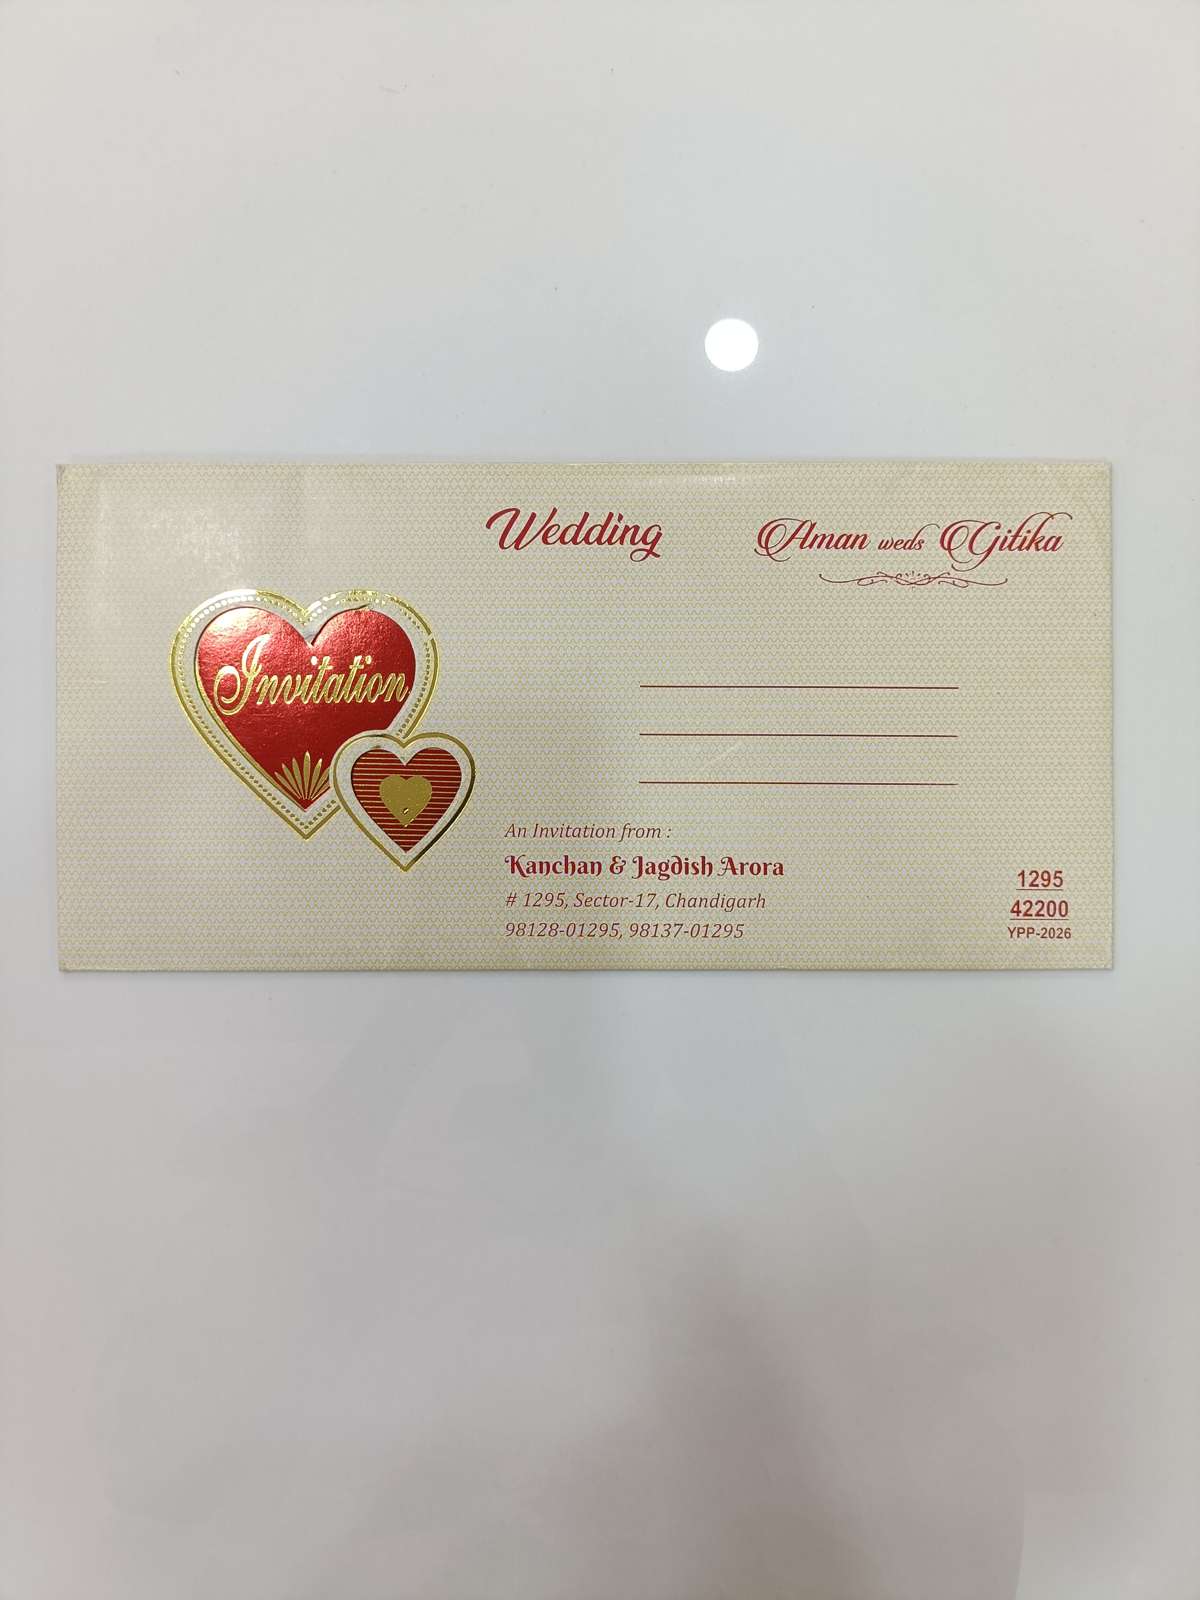 Wedding
Aman weds Gitika
Invitation
An Invitation from :
Kanchan & Jagdish Arora
# 1295, Sector-17, Chandigarh
98128-01295, 98137-01295
1295
42200
YPP-2026